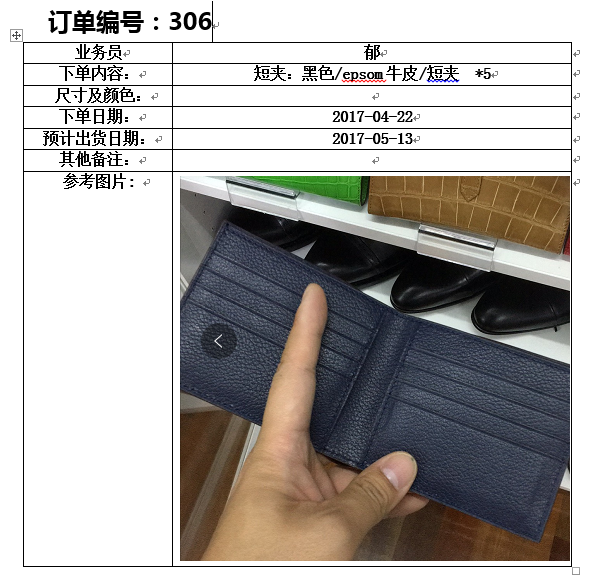 订单编号：306
业务员 郁
下单内容： 短夹：黑色/epsom牛皮/短夹 *5
尺寸及颜色：
下单日期： 2017-04-22
预计出货日期： 2017-05-13
其他备注：
参考图片：